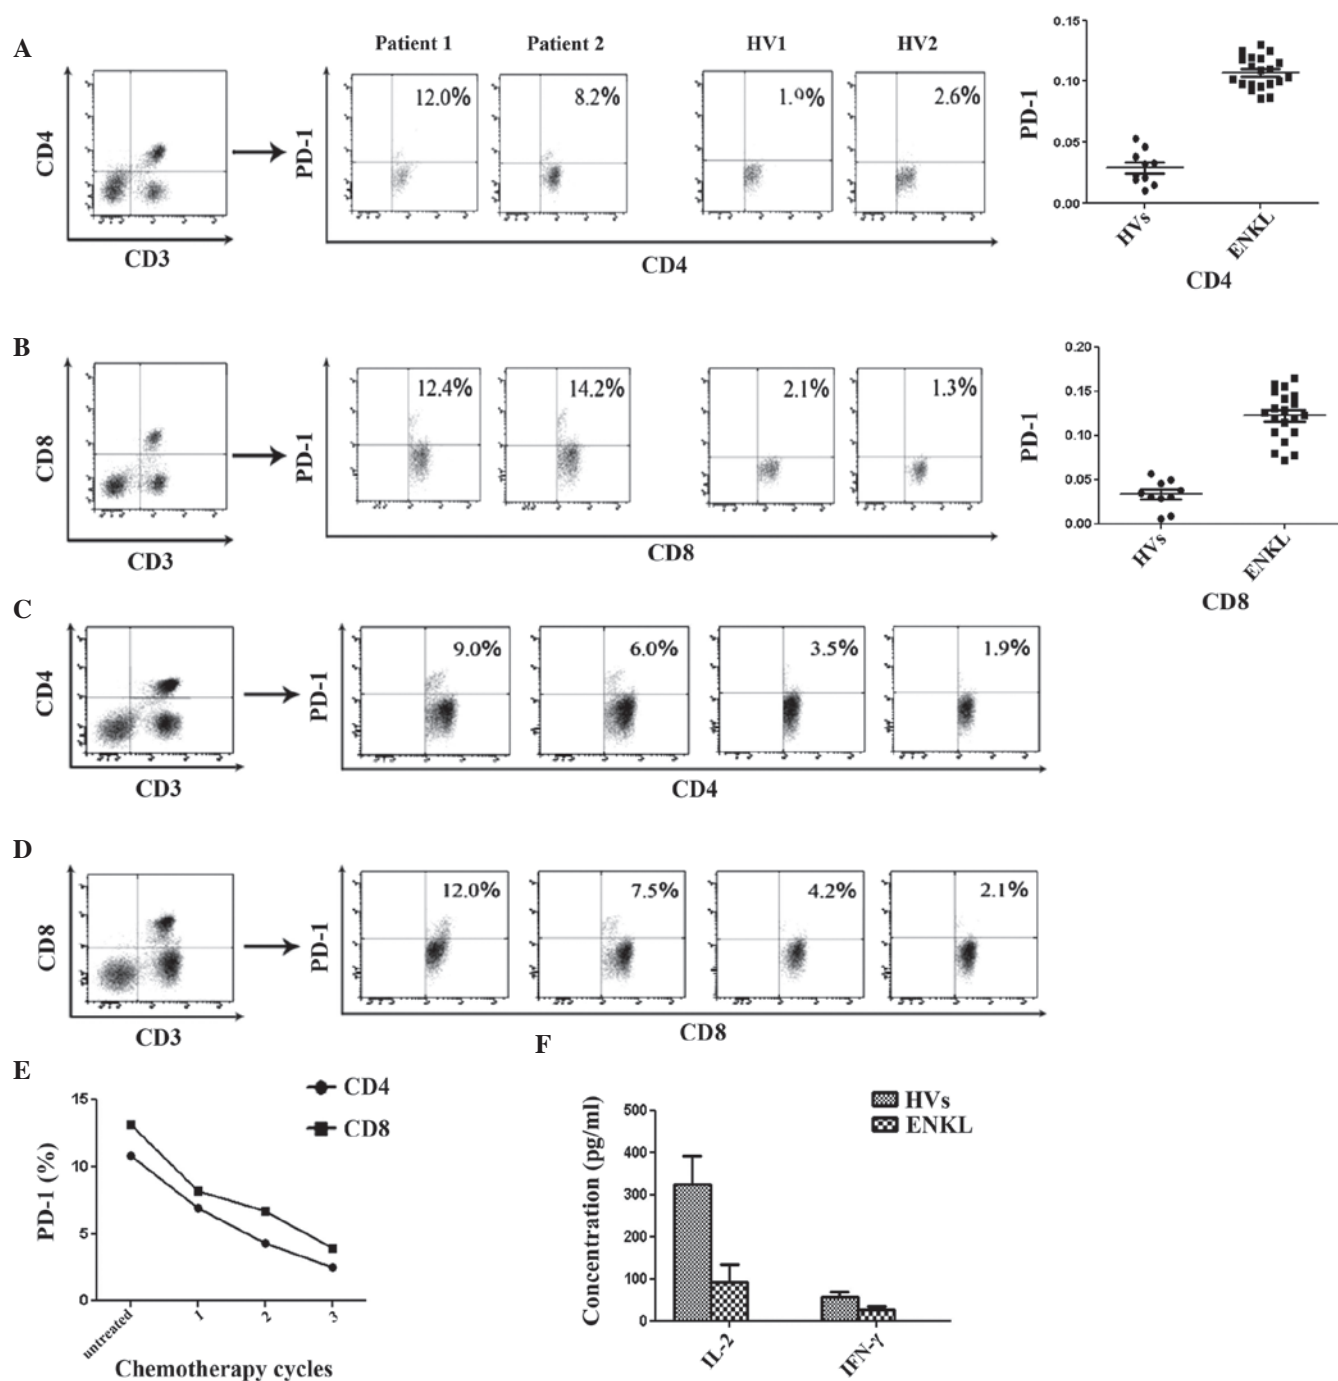 A
Patient 1 Patient 2 HV1 HV2
CD4
CD3
PD-1
12.0% 8.2% 1.9% 2.6%
CD4
PD-1
0.15
0.10
0.05
0.00
HVs ENKL
CD4
B
CD8
CD3
PD-1
12.4% 14.2% 2.1% 1.3%
CD8
PD-1
0.20
0.15
0.10
0.05
0.00
HVs ENKL
CD8
C
CD4
CD3
PD-1
9.0% 6.0% 3.5% 1.9%
CD4
D
CD8
CD3
PD-1
12.0% 7.5% 4.2% 2.1%
CD8
E
CD4
CD8
PD-1 (%)
15
10
5
0
untreated 1 2 3
Chemotherapy cycles
F
HVs
ENKL
Concentration (pg/ml)
500
400
300
200
100
0
IL-2 IFN-γ